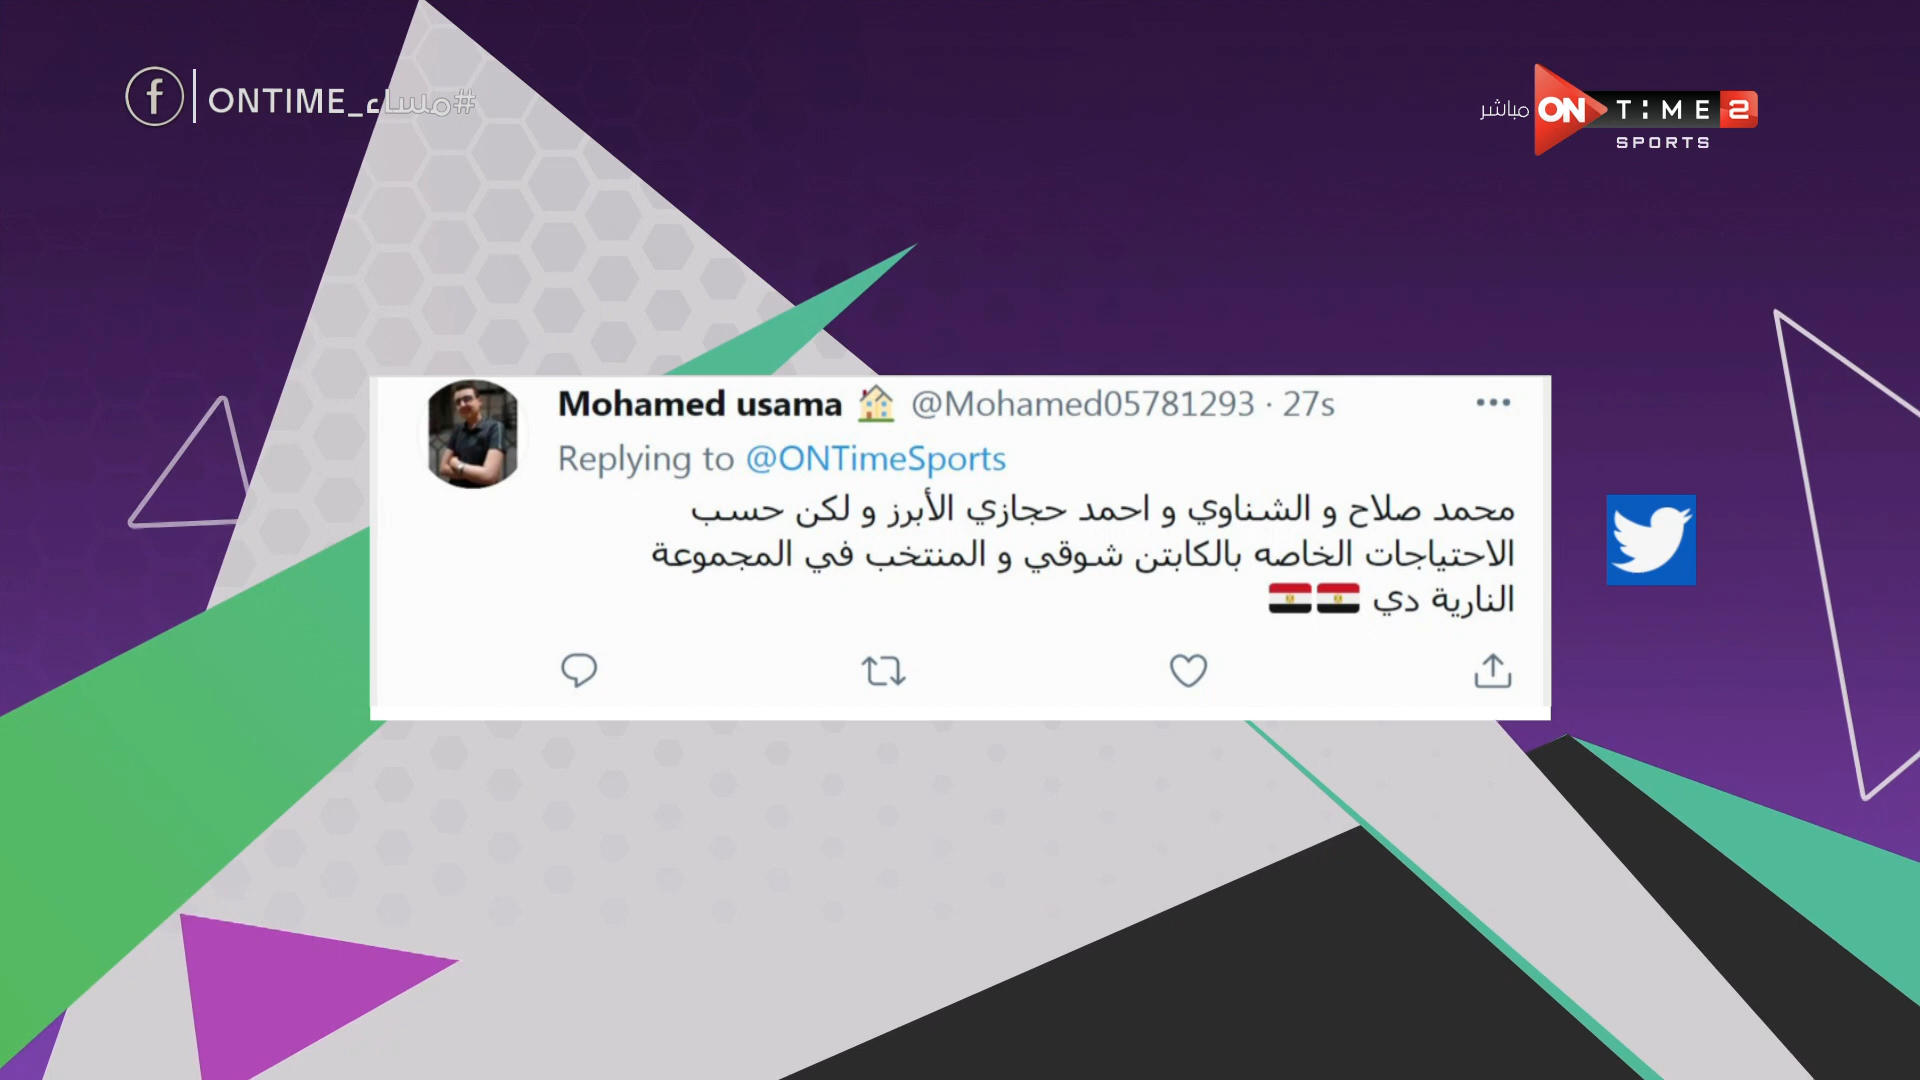 f
ONTIME_مساء#
مباشر
ON TIME 2
SPORTS
Mohamed usama @Mohamed05781293 · 27s
Replying to @ONTimeSports
محمد صلاح و الشناوي و احمد حجازي الأبرز و لكن حسب
الاحتياجات الخاصه بالكابتن شوقي و المنتخب في المجموعة
النارية دي